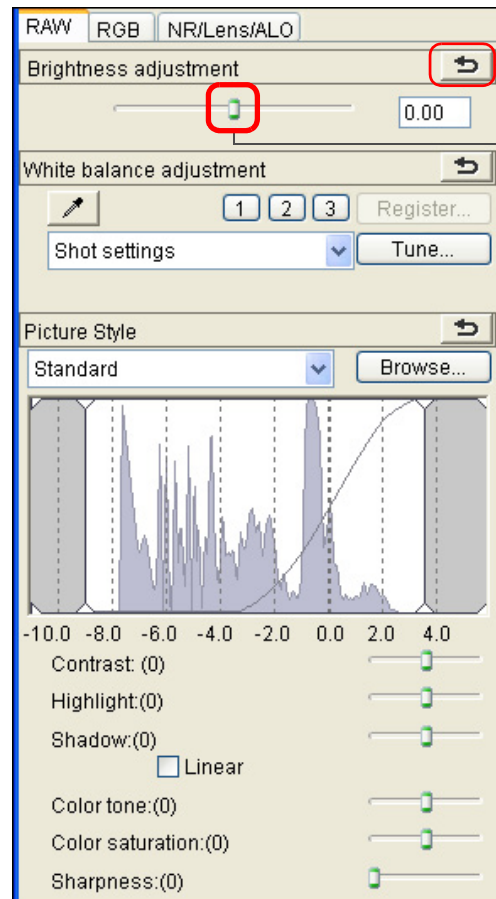 RAW RGB NR/Lens/ALO
Brightness adjustment
0.00
White balance adjustment
1 2 3 Register...
Shot settings Tune...
Picture Style
Standard Browse...
-10.0 -8.0 -6.0 -4.0 -2.0 0.0 2.0 4.0
Contrast: (0)
Highlight:(0)
Shadow:(0)
Linear
Color tone:(0)
Color saturation:(0)
Sharpness:(0)